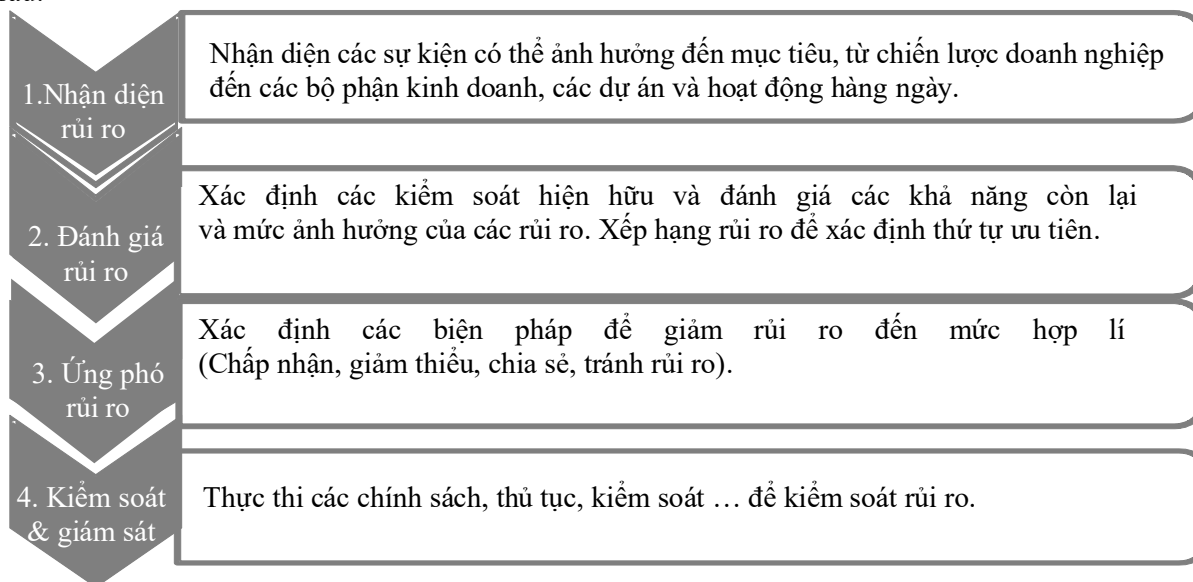 1.Nhận diện
rủi ro
Nhận diện các sự kiện có thể ảnh hưởng đến mục tiêu, từ chiến lược doanh nghiệp
đến các bộ phận kinh doanh, các dự án và hoạt động hàng ngày.
2. Đánh giá
rủi ro
Xác định các kiểm soát hiện hữu và đánh giá các khả năng còn lại
và mức ảnh hưởng của các rủi ro. Xếp hạng rủi ro để xác định thứ tự ưu tiên.
3. Ứng phó
rủi ro
Xác định các biện pháp để giảm rủi ro đến mức hợp lí
(Chấp nhận, giảm thiểu, chia sẻ, tránh rủi ro).
4. Kiểm soát
& giám sát
Thực thi các chính sách, thủ tục, kiểm soát … để kiểm soát rủi ro.